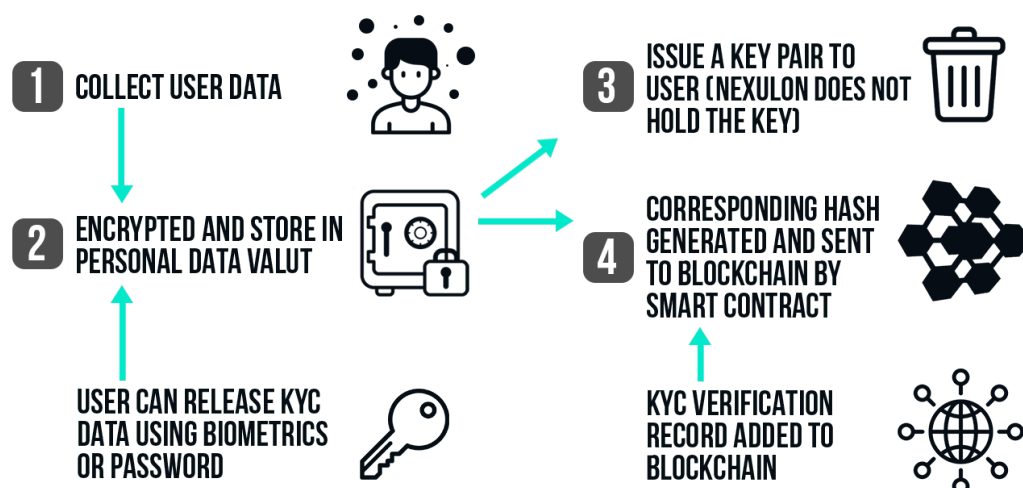 1
COLLECT USER DATA
2
ENCRYPTED AND STORE IN
PERSONAL DATA VALUT
USER CAN RELEASE KYC
DATA USING BIOMETRICS
OR PASSWORD
3
ISSUE A KEY PAIR TO
USER (NEXULON DOES NOT
HOLD THE KEY)
4
CORRESPONDING HASH
GENERATED AND SENT
TO BLOCKCHAIN BY
SMART CONTRACT
KYC VERIFICATION
RECORD ADDED TO
BLOCKCHAIN